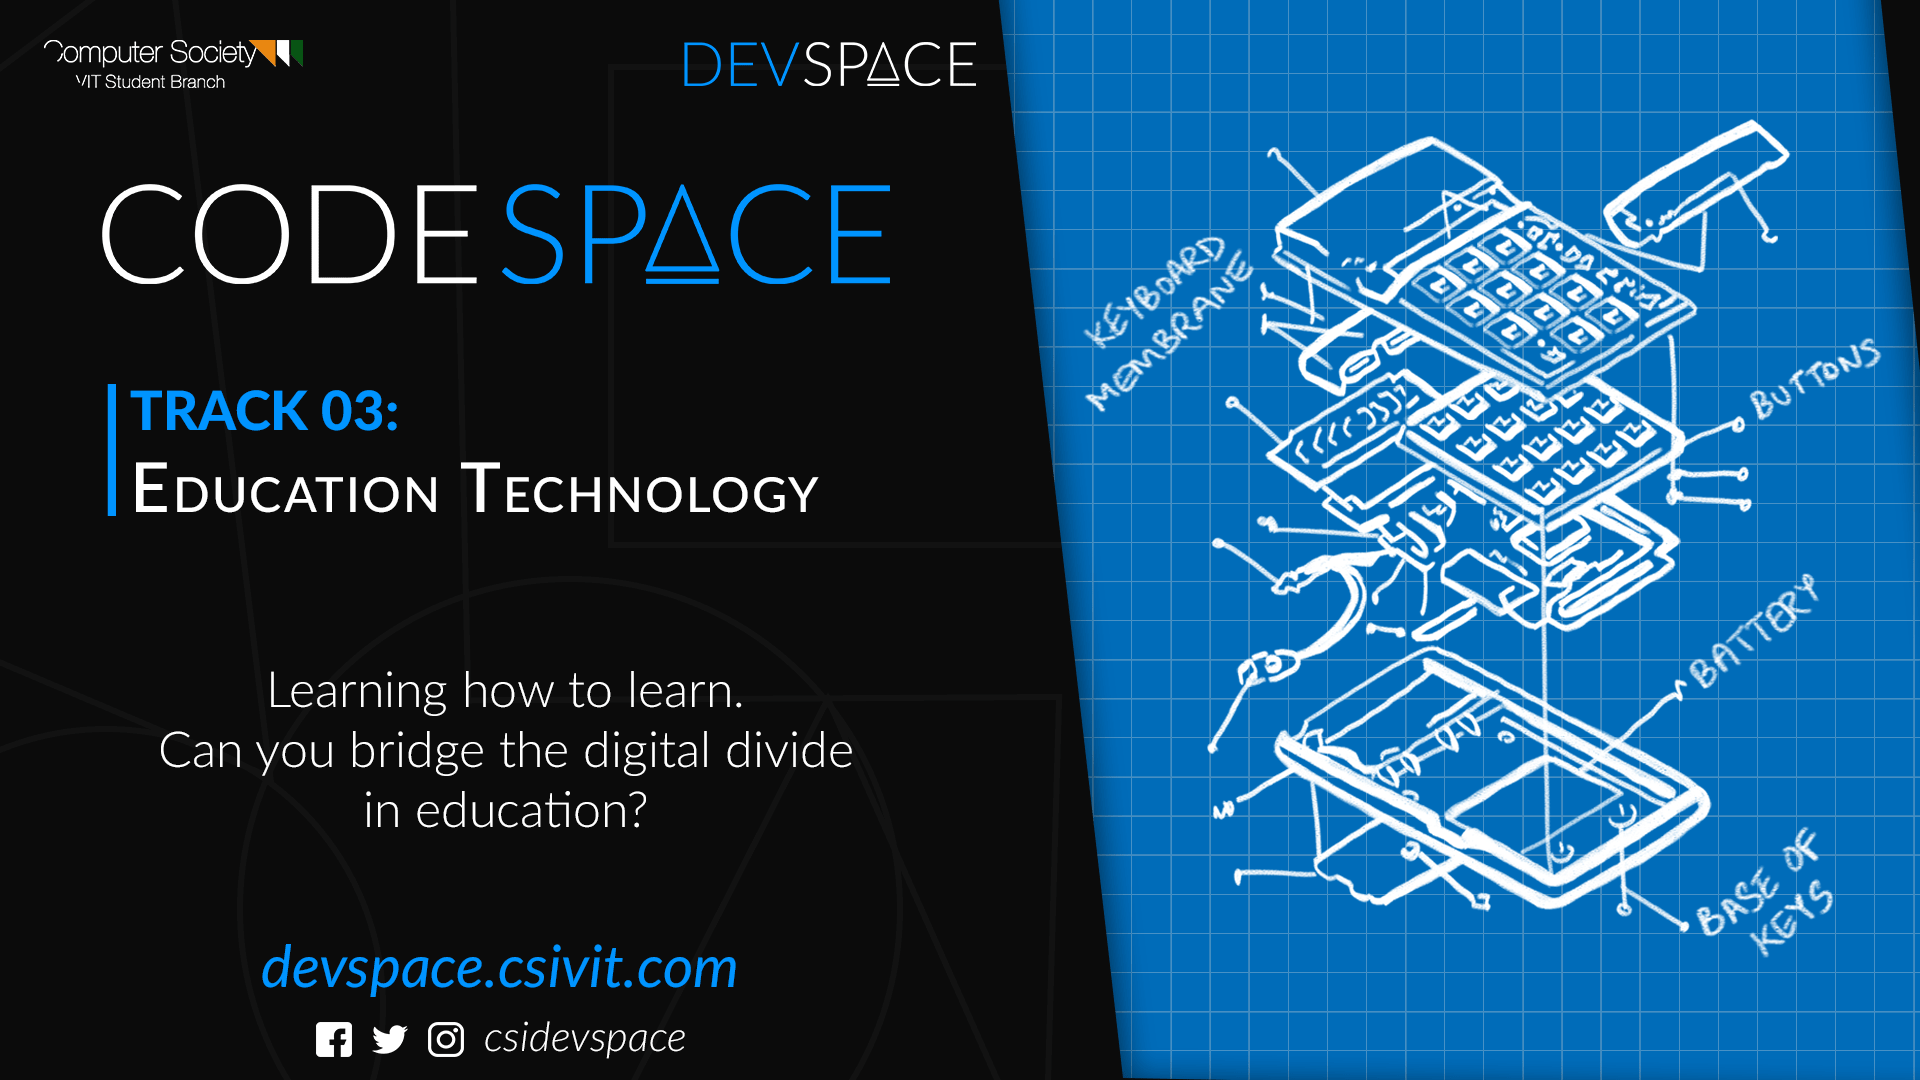 Computer Society
VIT Student Branch
DEVSPACE
CODESPACE
TRACK 03:
EDUCATION TECHNOLOGY
Learning how to learn.
Can you bridge the digital divide
in education?
devspace.csivit.com
csidevspace
KEYBOARD
MEMBRANE
BUTTONS
BATTERY
BASE OF
KEYS